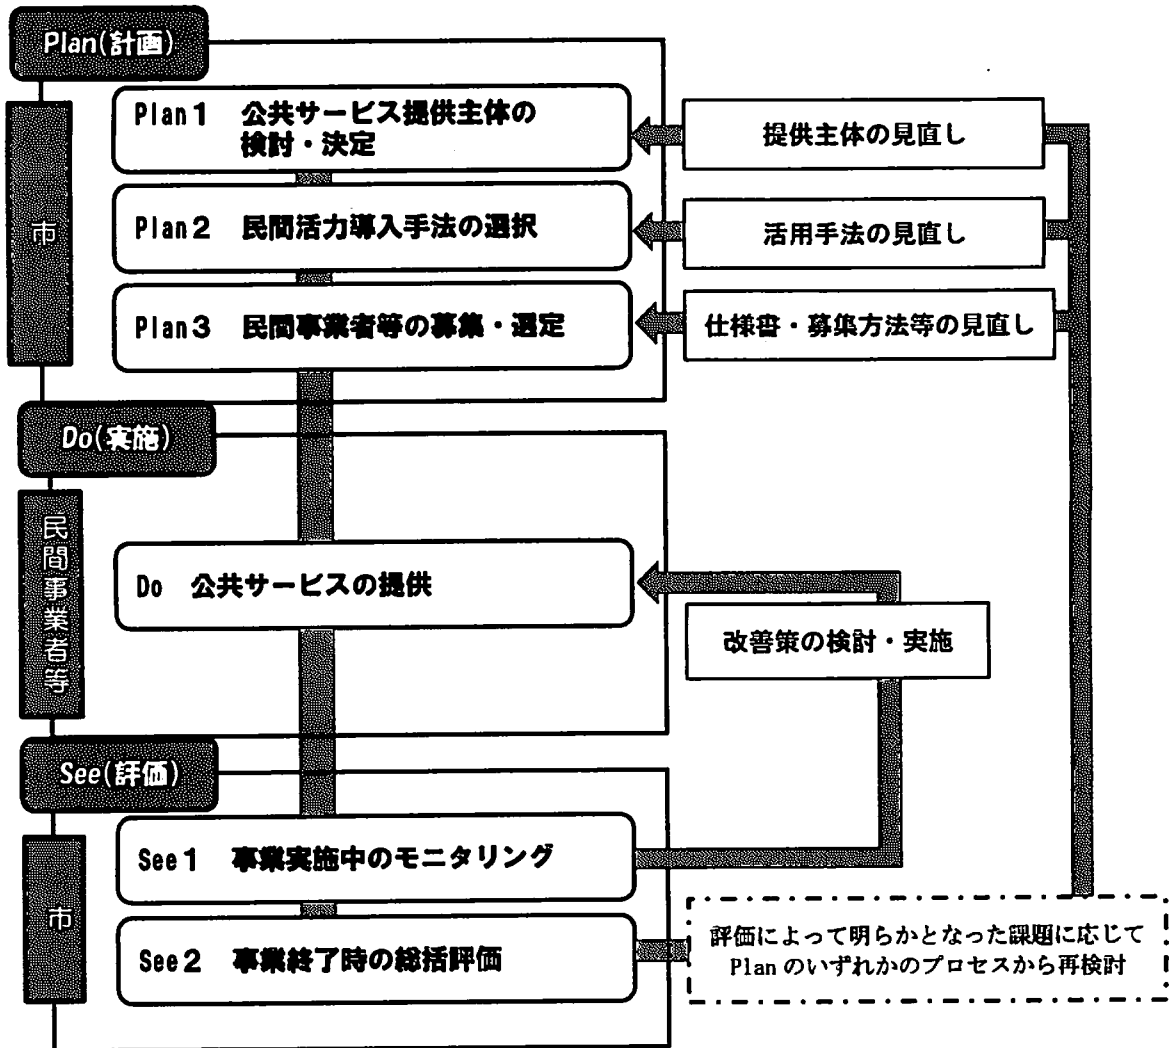 Plan(計画)
市
Plan1 公共サービス提供主体の
検討・決定
提供主体の見直し
Plan2 民間活力導入手法の選択
活用手法の見直し
Plan3 民間事業者等の募集・選定
仕様書・募集方法等の見直し
Do(実施)
民間事業者等
Do 公共サービスの提供
改善策の検討・実施
See(評価)
市
See1 事業実施中のモニタリング
See2 事業終了時の総括評価
評価によって明らかとなった課題に応じて
Planのいずれかのプロセスから再検討